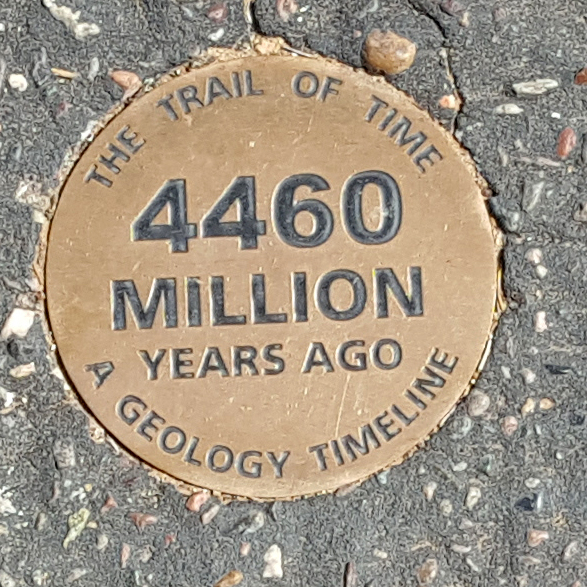 THE TRAIL OF TIME
4460
MiLLION
YEARS AGO
A GEOLOGY TIMELINE